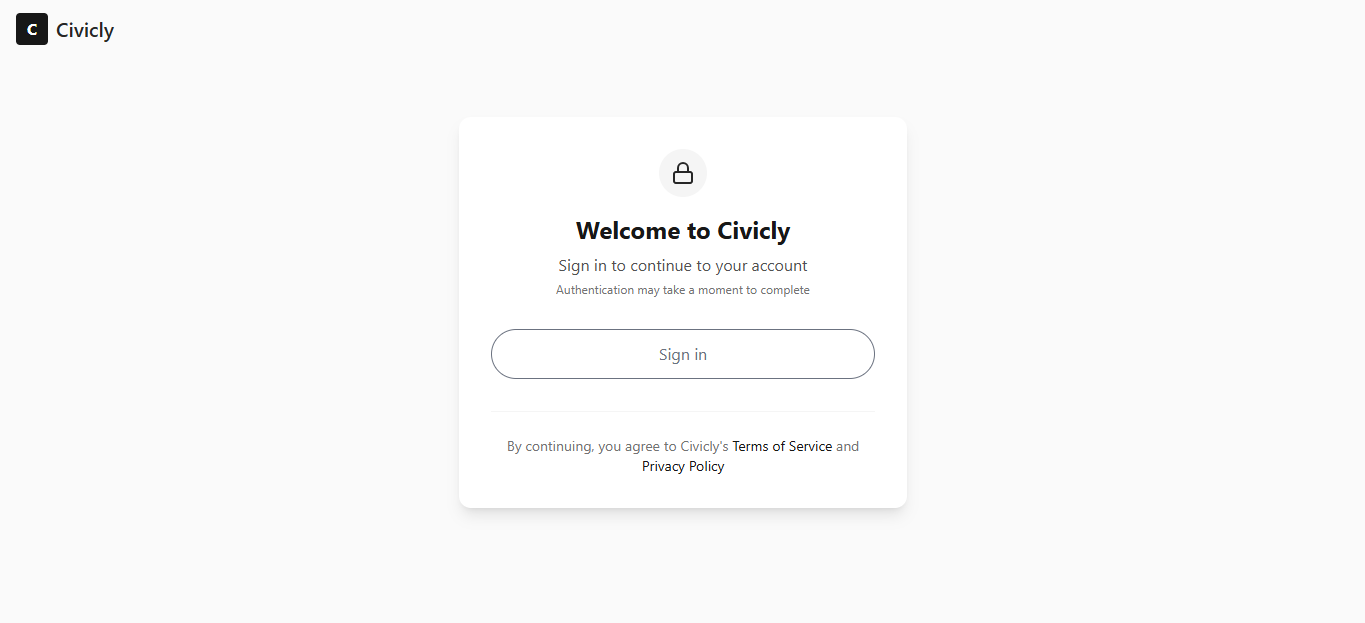 C Civicly
Welcome to Civicly
Sign in to continue to your account
Authentication may take a moment to complete
Sign in
By continuing, you agree to Civicly's Terms of Service and
Privacy Policy